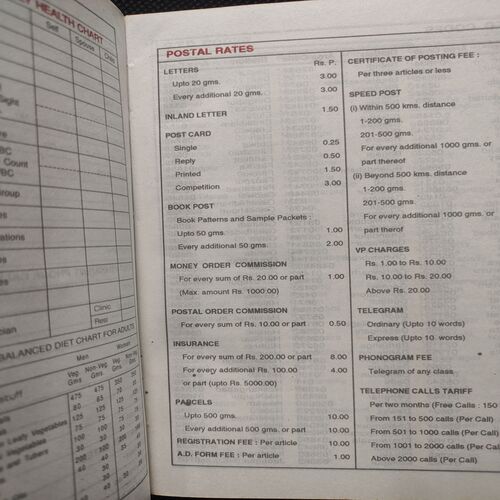 HEALTH CHART
Self
Spouse
Child
Sight
BC
Count
BC
Group
Clinic
Resi
BALANCED DIET CHART FOR ADULTS
Men
Women
Veg Gms
Non-Veg Gms
Veg Gms
Leafy Vegetables
Vegetables
and Tubers
POSTAL RATES
Rs. P.
LETTERS
Upto 20 gms. 3.00
Every additional 20 gms. 3.00
INLAND LETTER 1.50
POST CARD
Single 0.25
Reply 0.50
Printed 1.50
Competition 3.00
BOOK POST
Book Patterns and Sample Packets :
Upto 50 gms. 1.00
Every additional 50 gms. 2.00
MONEY ORDER COMMISSION
For every sum of Rs. 20.00 or part 1.00
(Max. amount Rs. 1000.00)
POSTAL ORDER COMMISSION
For every sum of Rs. 10.00 or part 0.50
INSURANCE
For every sum of Rs. 200.00 or part 8.00
For every additional Rs. 100.00 4.00
or part (upto Rs. 5000.00)
PARCELS
Upto 500 gms. 10.00
Every additional 500 gms. or part 10.00
REGISTRATION FEE : Per article 10.00
A.D. FORM FEE : Per article 1.00
CERTIFICATE OF POSTING FEE :
Per three articles or less
SPEED POST
(i) Within 500 kms. distance
1-200 gms.
201-500 gms.
For every additional 1000 gms. or
part thereof
(ii) Beyond 500 kms. distance
1-200 gms.
201-500 gms.
For every additional 1000 gms. or
part therof
VP CHARGES
Rs. 1.00 to Rs. 10.00
Rs. 10.00 to Rs. 20.00
Above Rs. 20.00
TELEGRAM
Ordinary (Upto 10 words)
Express (Upto 10 words)
PHONOGRAM FEE
Telegram of any class
TELEPHONE CALLS TARIFF
Per two months (Free Calls : 150
From 151 to 500 calls (Per Call)
From 501 to 1000 calls (Per Call)
From 1001 to 2000 calls (Per Call)
Above 2000 calls (Per Call)